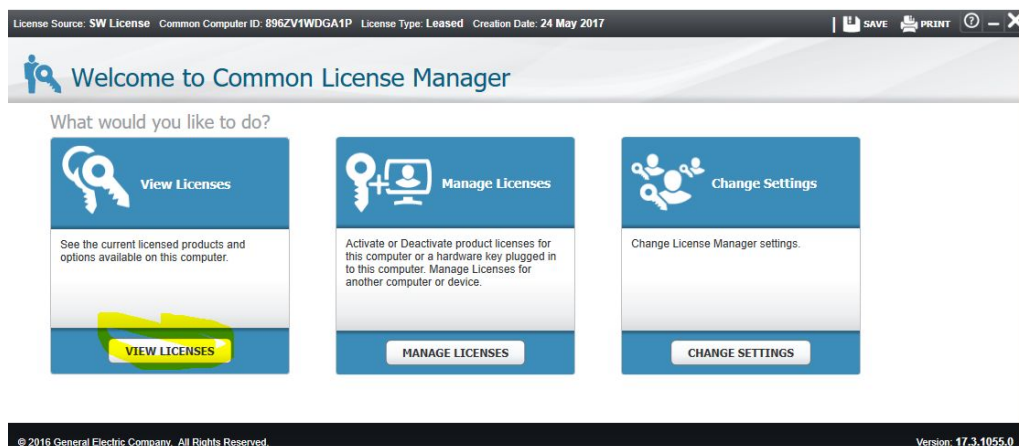 License Source: SW License Common Computer ID: 896ZV1WDGA1P License Type: Leased Creation Date: 24 May 2017 | SAVE PRINT
Welcome to Common License Manager
What would you like to do?
View Licenses
See the current licensed products and
options available on this computer.
VIEW LICENSES
Manage Licenses
Activate or Deactivate product licenses for
this computer or a hardware key plugged in
to this computer. Manage Licenses for
another computer or device.
MANAGE LICENSES
Change Settings
Change License Manager settings.
CHANGE SETTINGS
© 2016 General Electric Company. All Rights Reserved. Version: 17.3.1055.0